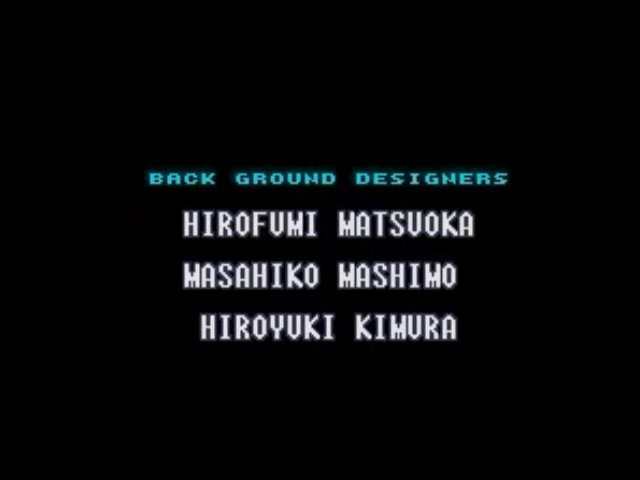 BACK GROUND DESIGNERS
HIROFUMI MATSUOKA
MASAHIKO MASHIMO
HIROYUKI KIMURA